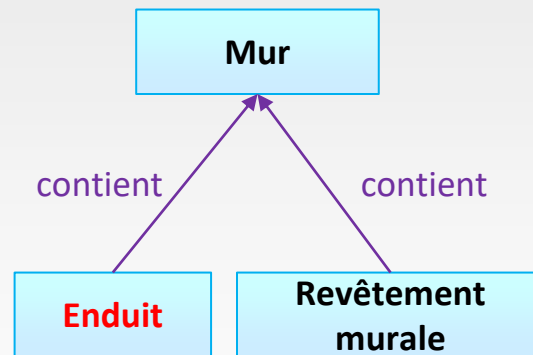 Mur
contient
contient
Enduit
Revêtement
murale